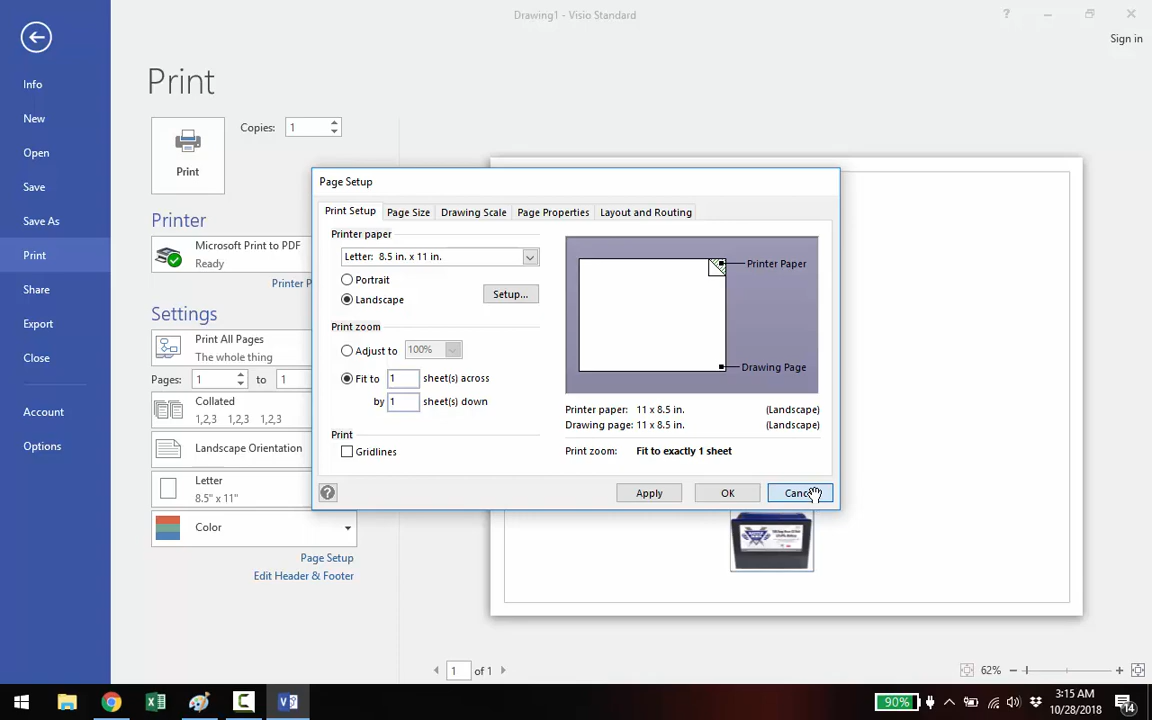 Drawing1 - Visio Standard
?
Sign in
Info
New
Open
Save
Save As
Print
Share
Export
Close
Account
Options
Print
Print
Copies: 1
Printer
Microsoft Print to PDF
Ready
Printer P
Settings
Print All Pages
The whole thing
Pages: 1 to 1
Collated
1,2,3 1,2,3 1,2,3
Landscape Orientation
Letter
8.5" x 11"
Color
Page Setup
Edit Header & Footer
Page Setup
Print Setup Page Size Drawing Scale Page Properties Layout and Routing
Printer paper
Letter: 8.5 in. x 11 in.
Portrait
Landscape
Setup...
Print zoom
Adjust to 100%
Fit to 1 sheet(s) across
by 1 sheet(s) down
Print
Gridlines
Printer Paper
Drawing Page
Printer paper: 11 x 8.5 in. (Landscape)
Drawing page: 11 x 8.5 in. (Landscape)
Print zoom: Fit to exactly 1 sheet
?
Apply OK Canc
1 of 1
62%
90%
3:15 AM
10/28/2018
14